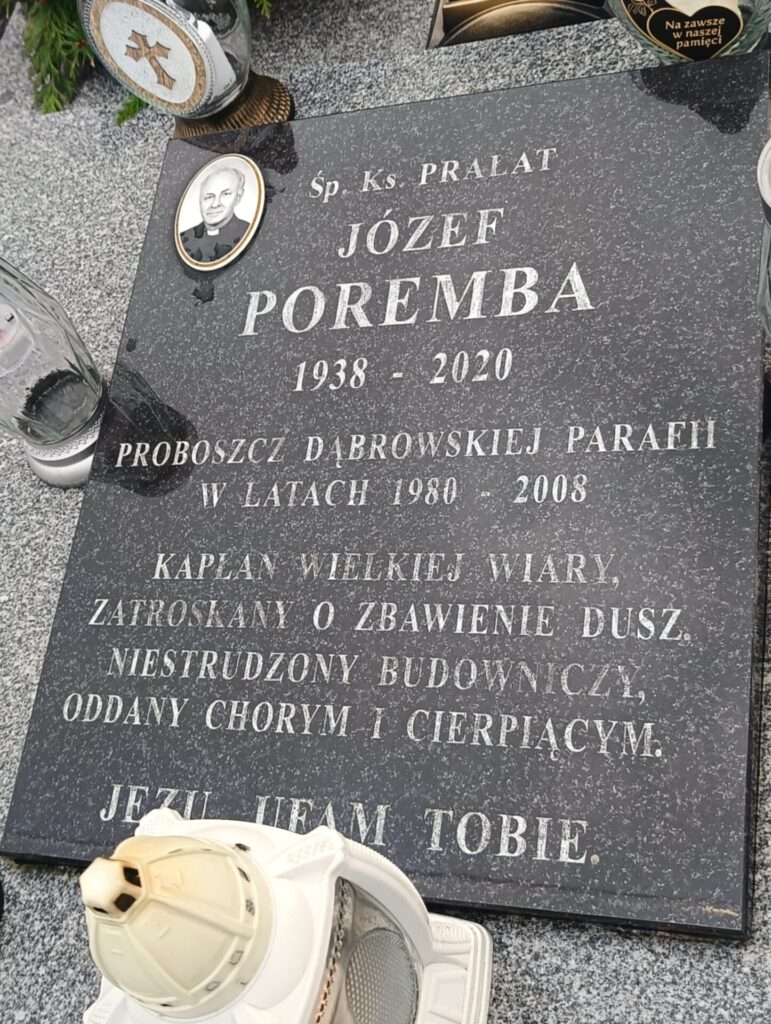 Na zawsze
w naszej
pamięci
Śp. Ks. PRAŁAT
JÓZEF
POREMBA
1938 - 2020
PROBOSZCZ DĄBROWSKIEJ PARAFII
W LATACH 1980 - 2008
KAPŁAN WIELKIEJ WIARY,
ZATROSKANY O ZBAWIENIE DUSZ.
NIESTRUDZONY BUDOWNICZY,
ODDANY CHORYM I CIERPIĄCYM.
JEZU UFAM TOBIE.